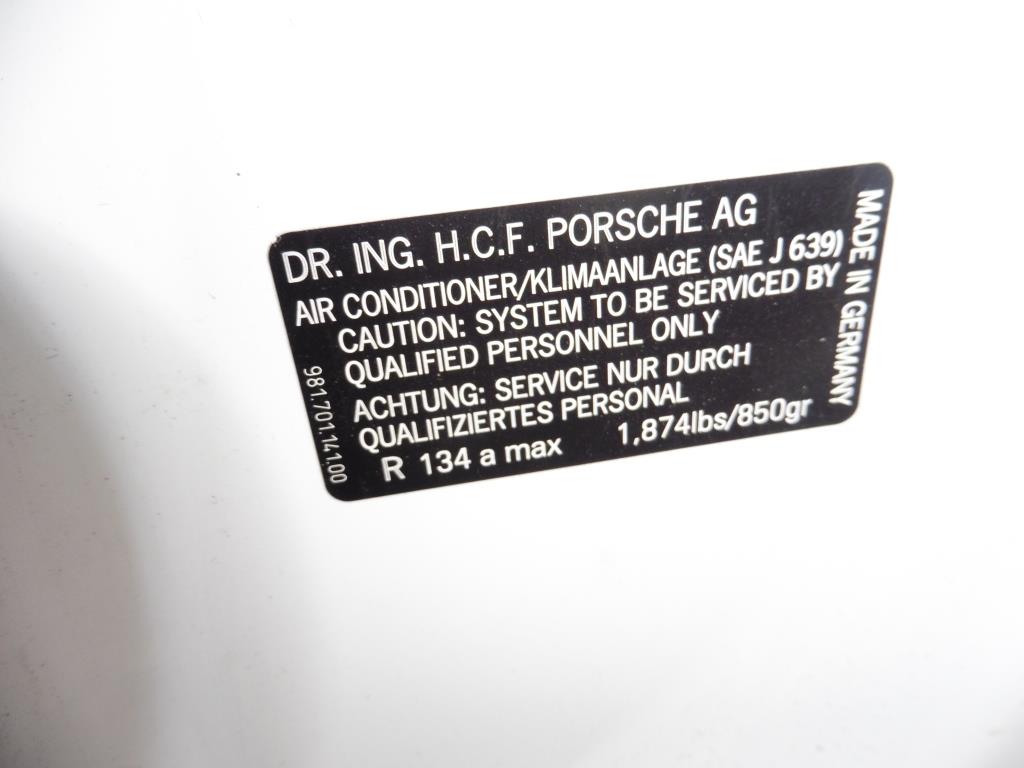 DR. ING. H.C.F. PORSCHE AG
AIR CONDITIONER/KLIMAANLAGE (SAE J 639)
CAUTION: SYSTEM TO BE SERVICED BY
QUALIFIED PERSONNEL ONLY
ACHTUNG: SERVICE NUR DURCH
QUALIFIZIERTES PERSONAL
R 134 a max 1,874lbs/850gr
981.701.141.00
MADE IN GERMANY